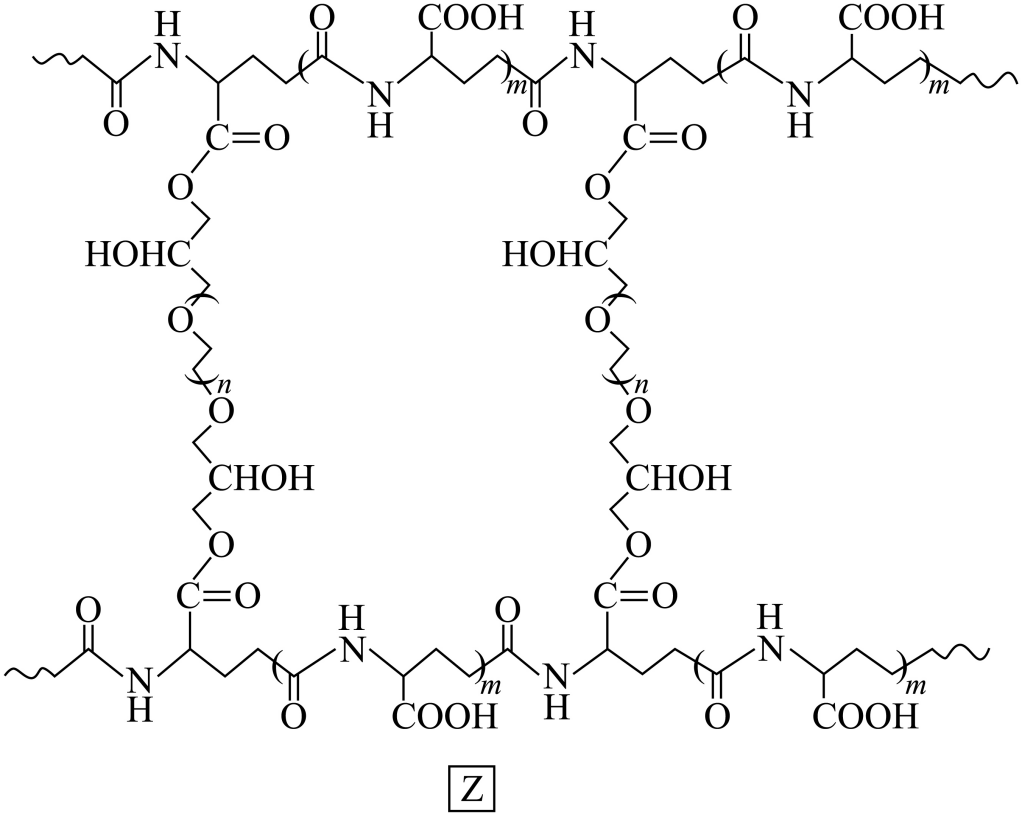 H COOH H COOH
N O N O
( N )m ( N )m
O H O H
C=O C=O
O O
HOHC HOHC
( (
O O
)n )n
O O
CHOH CHOH
O O
C=O C=O
O H O H
N ( N )m N ( N )m
H O COOH H O COOH
Z